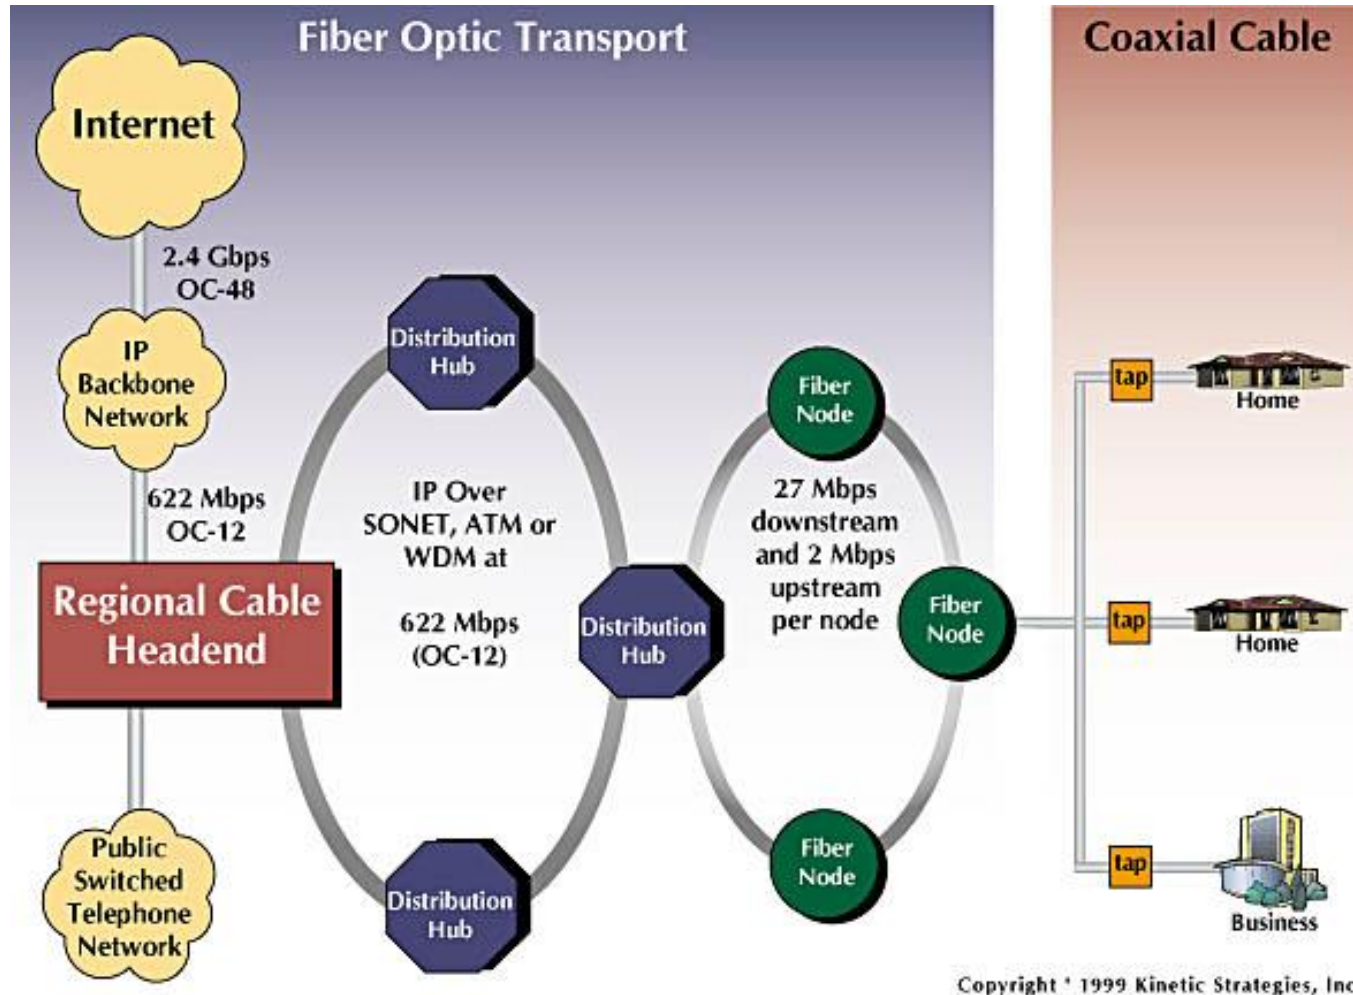 Fiber Optic Transport
Coaxial Cable
Internet
2.4 Gbps
OC-48
IP
Backbone
Network
622 Mbps
OC-12
Regional Cable
Headend
Public
Switched
Telephone
Network
Distribution
Hub
IP Over
SONET, ATM or
WDM at
622 Mbps
(OC-12)
Distribution
Hub
Distribution
Hub
Fiber
Node
27 Mbps
downstream
and 2 Mbps
upstream
per node
Fiber
Node
Fiber
Node
tap
Home
tap
Home
tap
Business
Copyright * 1999 Kinetic Strategies, Inc